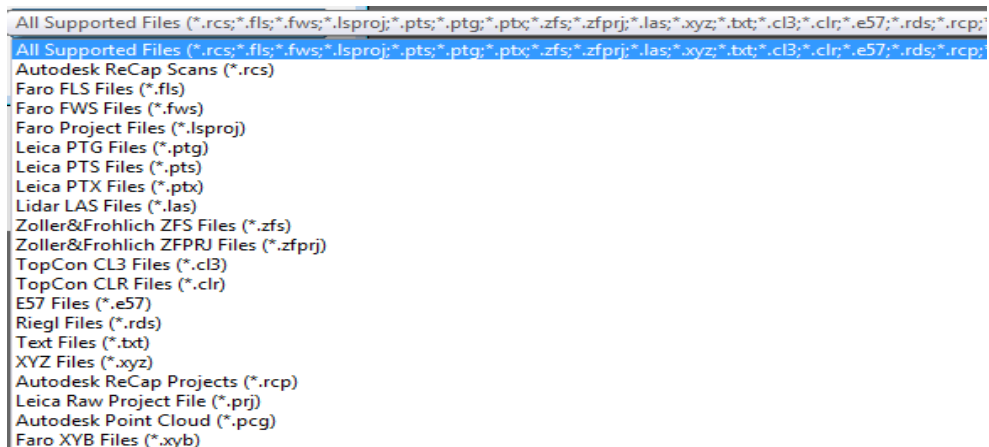 All Supported Files (*.rcs;*.fls;*.fws;*.lsproj;*.pts;*.ptg;*.ptx;*.zfs;*.zfprj;*.las;*.xyz;*.txt;*.cl3;*.clr;*.e57;*.rds;*.rcp;*
All Supported Files (*.rcs;*.fls;*.fws;*.lsproj;*.pts;*.ptg;*.ptx;*.zfs;*.zfprj;*.las;*.xyz;*.txt;*.cl3;*.clr;*.e57;*.rds;*.rcp;*
Autodesk ReCap Scans (*.rcs)
Faro FLS Files (*.fls)
Faro FWS Files (*.fws)
Faro Project Files (*.lsproj)
Leica PTG Files (*.ptg)
Leica PTS Files (*.pts)
Leica PTX Files (*.ptx)
Lidar LAS Files (*.las)
Zoller&Frohlich ZFS Files (*.zfs)
Zoller&Frohlich ZFPRJ Files (*.zfprj)
TopCon CL3 Files (*.cl3)
TopCon CLR Files (*.clr)
E57 Files (*.e57)
Riegl Files (*.rds)
Text Files (*.txt)
XYZ Files (*.xyz)
Autodesk ReCap Projects (*.rcp)
Leica Raw Project File (*.prj)
Autodesk Point Cloud (*.pcg)
Faro XYB Files (*.xyb)